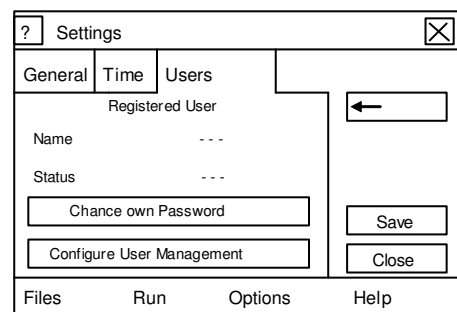 ? Settings
General Time Users
Registered User
Name - - -
Status - - -
Chance own Password
Save
Configure User Management
Close
Files Run Options Help